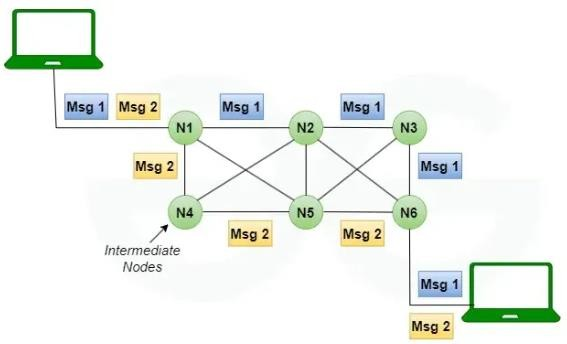 Msg 1 Msg 2 Msg 1 Msg 1
N1 N2 N3
Msg 2 Msg 1
N4 N5 N6
Msg 2 Msg 2
Intermediate
Nodes
Msg 1
Msg 2